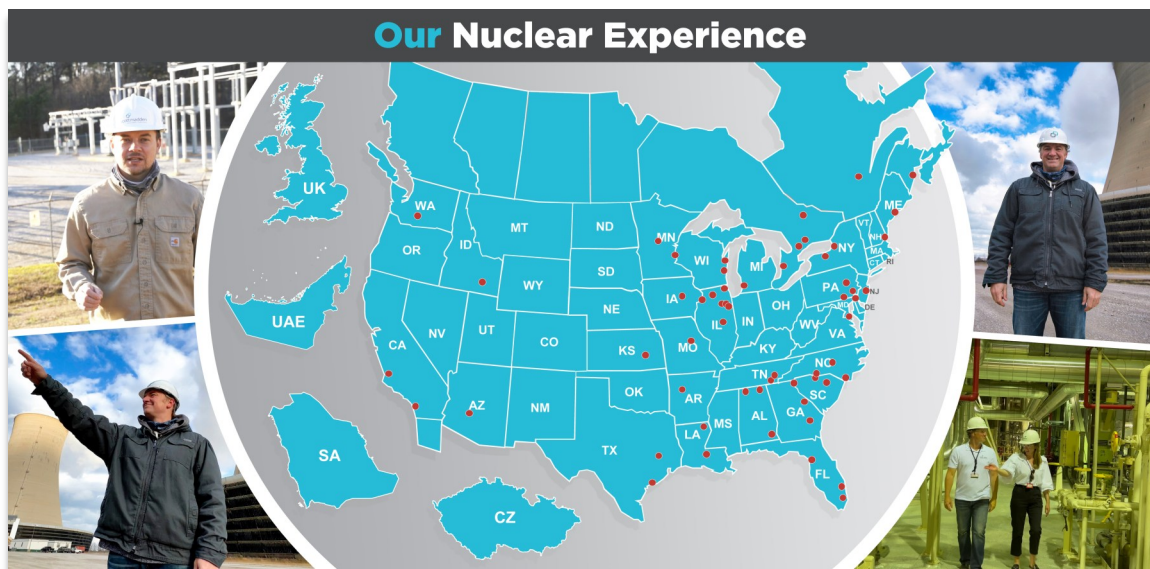 Our Nuclear Experience
UK
UAE
SA
CZ
WA
OR
ID
MT
ND
MN
WI
MI
NY
VT
ME
NH
MA
CT
RI
SD
WY
NE
IA
IL
IN
OH
PA
NJ
MD
DE
CA
NV
UT
CO
KS
MO
KY
WV
VA
AZ
NM
OK
AR
TN
NC
SC
TX
LA
MS
AL
GA
FL